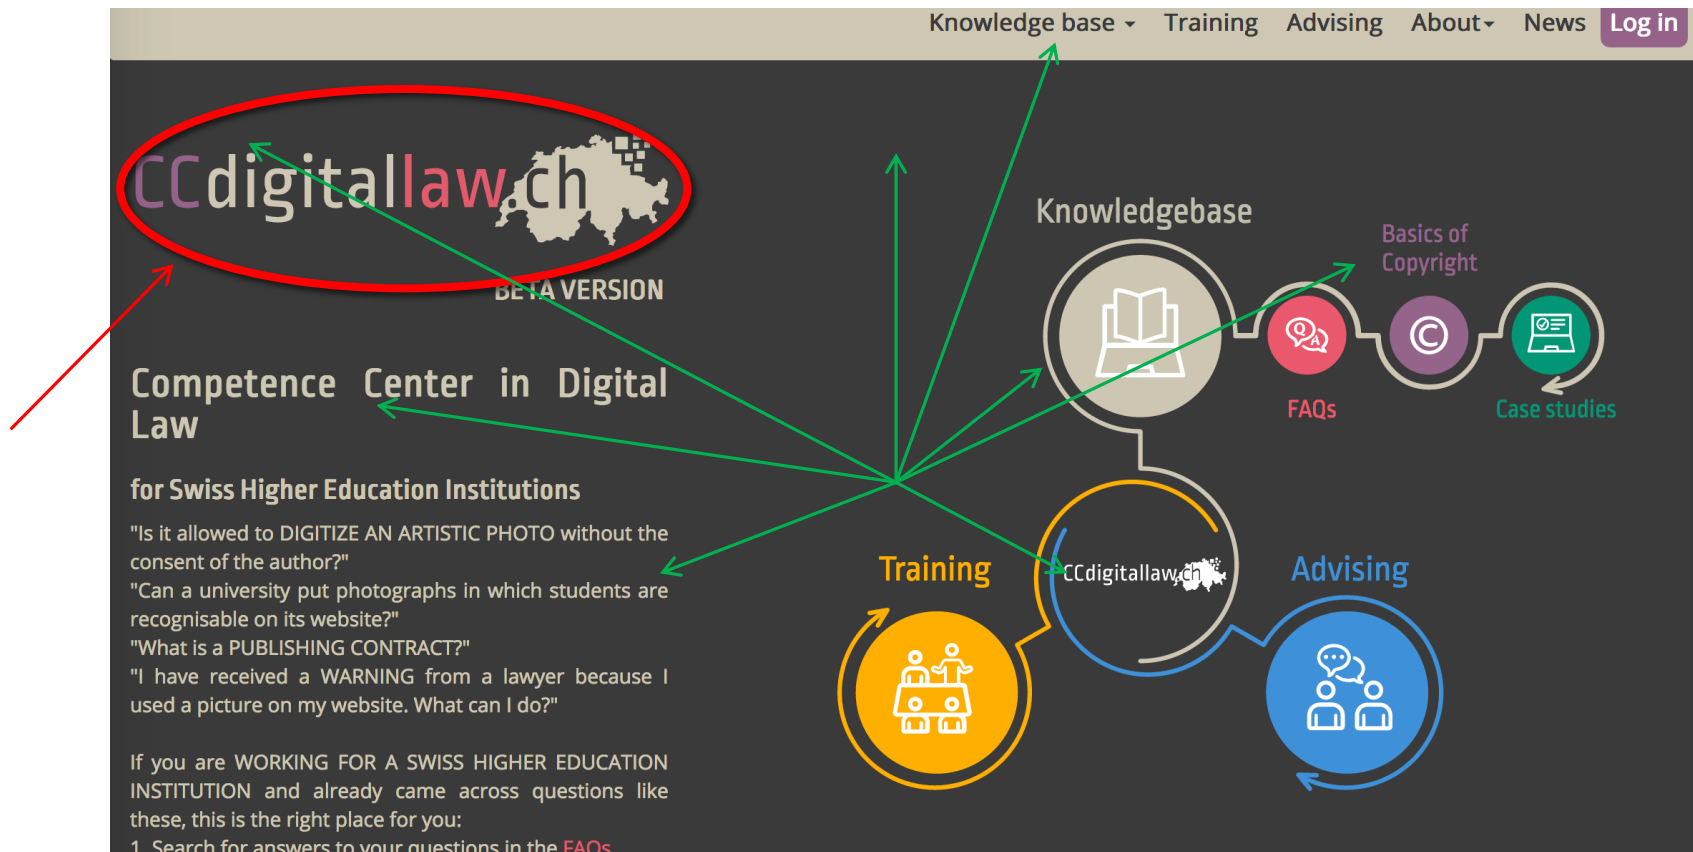 Knowledge base Training Advising About News Log in
CCdigitallaw.ch
BETA VERSION
Competence Center in Digital
Law
for Swiss Higher Education Institutions
"Is it allowed to DIGITIZE AN ARTISTIC PHOTO without the
consent of the author?"
"Can a university put photographs in which students are
recognisable on its website?"
"What is a PUBLISHING CONTRACT?"
"I have received a WARNING from a lawyer because I
used a picture on my website. What can I do?"
If you are WORKING FOR A SWISS HIGHER EDUCATION
INSTITUTION and already came across questions like
these, this is the right place for you:
1. Search for answers to your questions in the FAQs
Knowledgebase
Basics of
Copyright
Q
A
©
FAQs
Case studies
Training
CCdigitallaw.ch
Advising